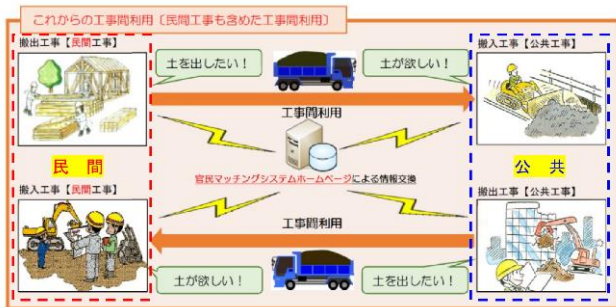 これからの工事間利用〔民間工事も含めた工事間利用〕
搬出工事【民間工事】
土を出したい！
土が欲しい！
搬入工事【公共工事】
工事間利用
民 間
官民マッチングシステムホームページによる情報交換
公 共
搬入工事【民間工事】
搬出工事【公共工事】
工事間利用
土が欲しい！
土を出したい！